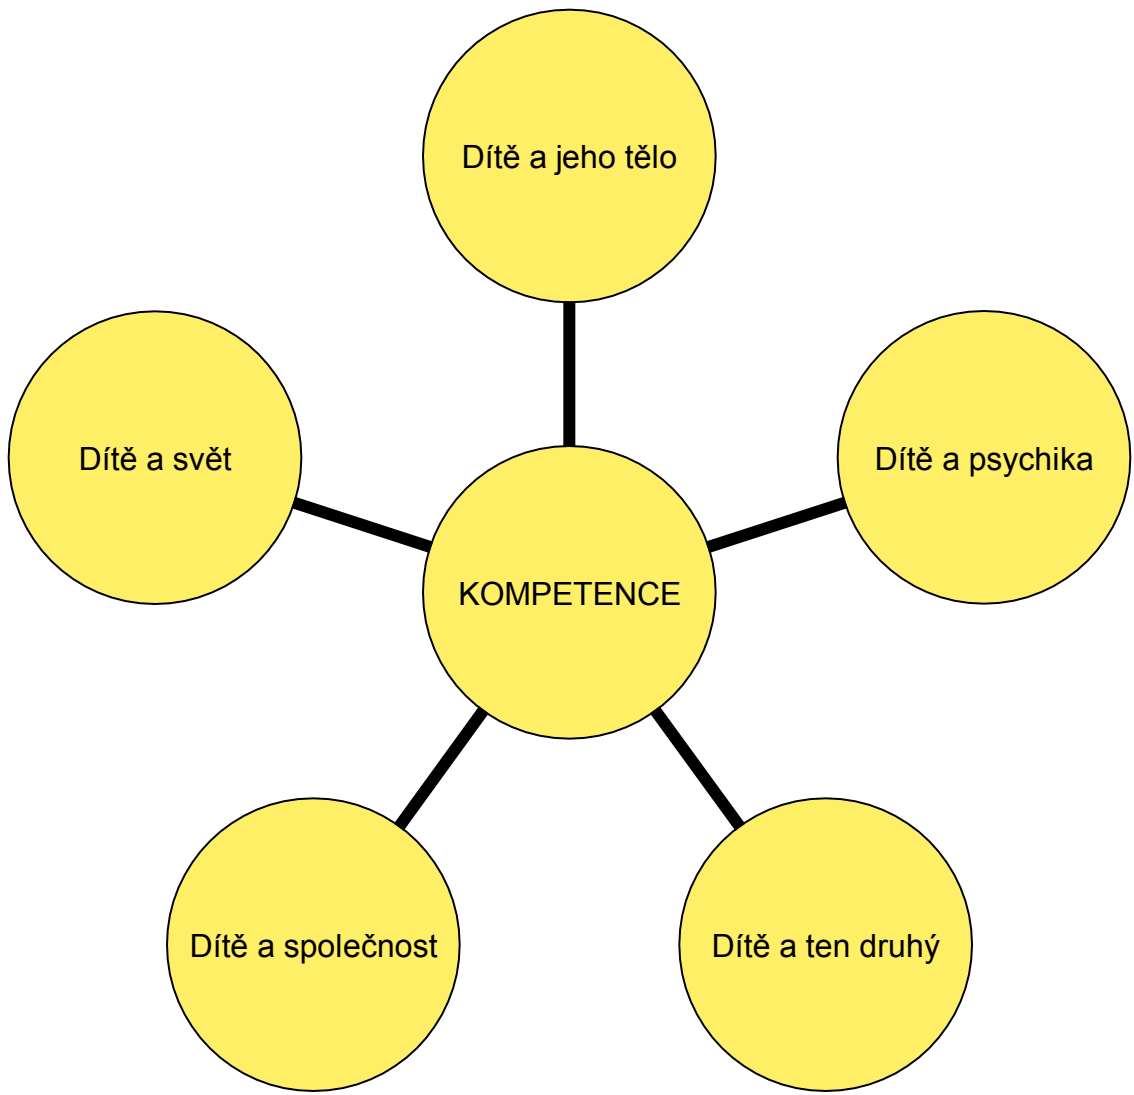 Dítě a jeho tělo
Dítě a svět
Dítě a psychika
KOMPETENCE
Dítě a společnost
Dítě a ten druhý